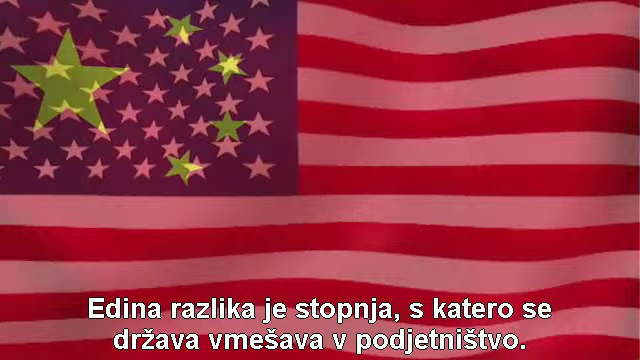 Edina razlika je stopnja, s katero se
država vmešava v podjetništvo.